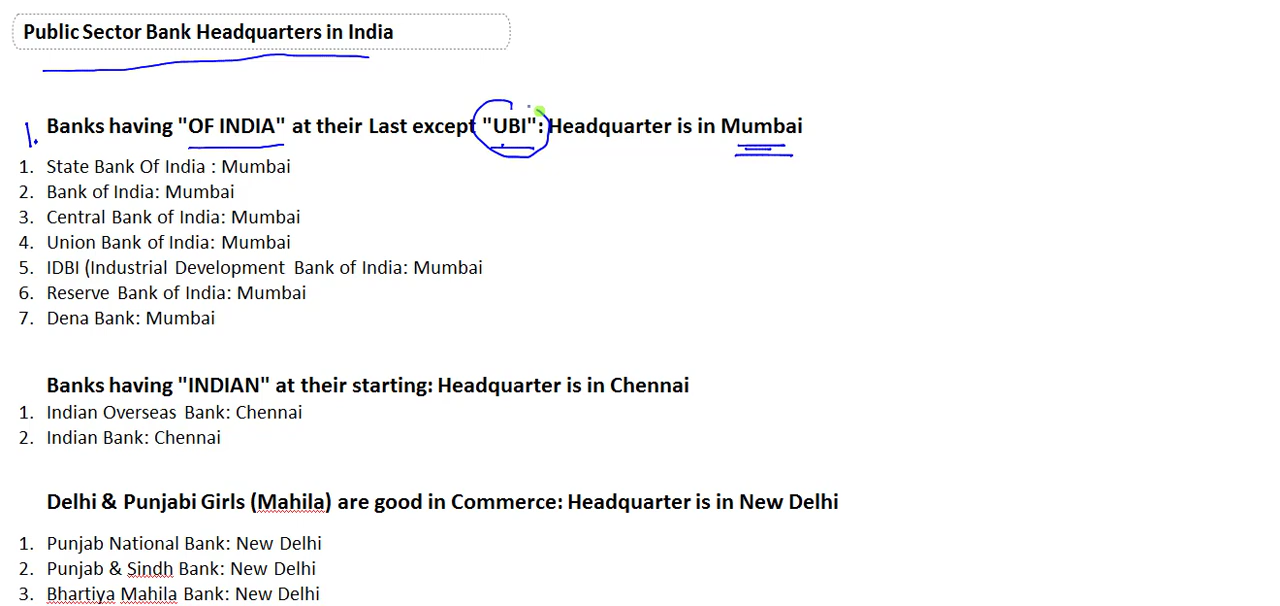 Public Sector Bank Headquarters in India
1. Banks having "OF INDIA" at their Last except "UBI": Headquarter is in Mumbai
1. State Bank Of India : Mumbai
2. Bank of India: Mumbai
3. Central Bank of India: Mumbai
4. Union Bank of India: Mumbai
5. IDBI (Industrial Development Bank of India: Mumbai
6. Reserve Bank of India: Mumbai
7. Dena Bank: Mumbai
Banks having "INDIAN" at their starting: Headquarter is in Chennai
1. Indian Overseas Bank: Chennai
2. Indian Bank: Chennai
Delhi & Punjabi Girls (Mahila) are good in Commerce: Headquarter is in New Delhi
1. Punjab National Bank: New Delhi
2. Punjab & Sindh Bank: New Delhi
3. Bhartiya Mahila Bank: New Delhi